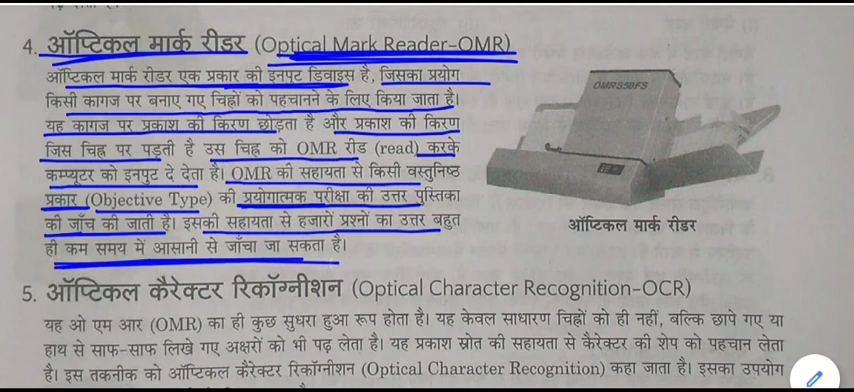 4. ऑप्टिकल मार्क रीडर (Optical Mark Reader–OMR)
ऑप्टिकल मार्क रीडर एक प्रकार की इनपुट डिवाइस है, जिसका प्रयोग
किसी कागज पर बनाए गए चिह्नों को पहचानने के लिए किया जाता है।
यह कागज पर प्रकाश की किरण छोड़ता है और प्रकाश की किरण
जिस चिह्न पर पड़ती है उस चिह्न को OMR रीड (read) करके
कम्प्यूटर को इनपुट दे देता है। OMR की सहायता से किसी वस्तुनिष्ठ
प्रकार (Objective Type) की प्रयोगात्मक परीक्षा की उत्तर पुस्तिका
की जाँच की जाती है। इसकी सहायता से हजारों प्रश्नों का उत्तर बहुत
ही कम समय में आसानी से जाँचा जा सकता है।
OMRS50FS
ऑप्टिकल मार्क रीडर
5. ऑप्टिकल कैरेक्टर रिकॉग्नीशन (Optical Character Recognition–OCR)
यह ओ एम आर (OMR) का ही कुछ सुधरा हुआ रूप होता है। यह केवल साधारण चिह्नों को ही नहीं, बल्कि छापे गए या
हाथ से साफ-साफ लिखे गए अक्षरों को भी पढ़ लेता है। यह प्रकाश स्रोत की सहायता से कैरेक्टर की शेप को पहचान लेता
है। इस तकनीक को ऑप्टिकल कैरेक्टर रिकॉग्नीशन (Optical Character Recognition) कहा जाता है। इसका उपयोग